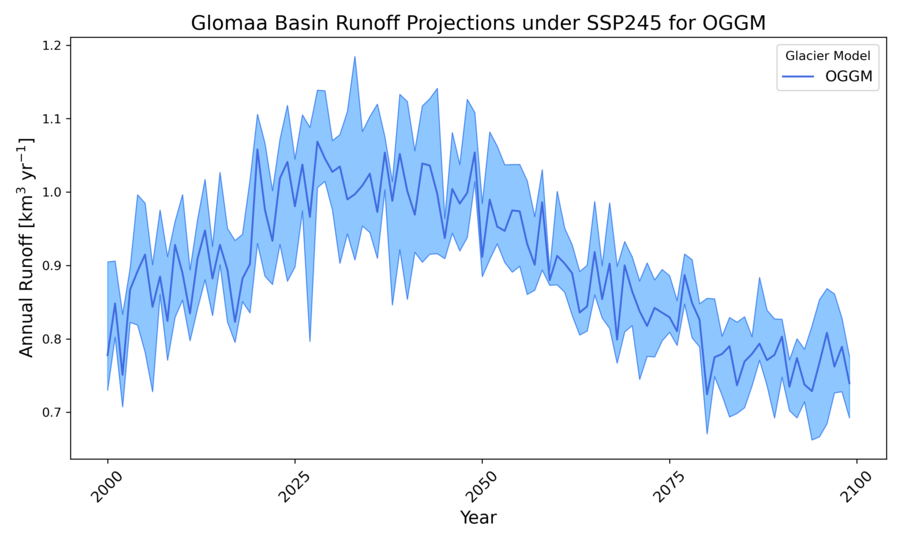 Glomaa Basin Runoff Projections under SSP245 for OGGM
Glacier Model
OGGM
Annual Runoff [km³ yr⁻¹]
1.2
1.1
1.0
0.9
0.8
0.7
2000
2025
2050
2075
2100
Year